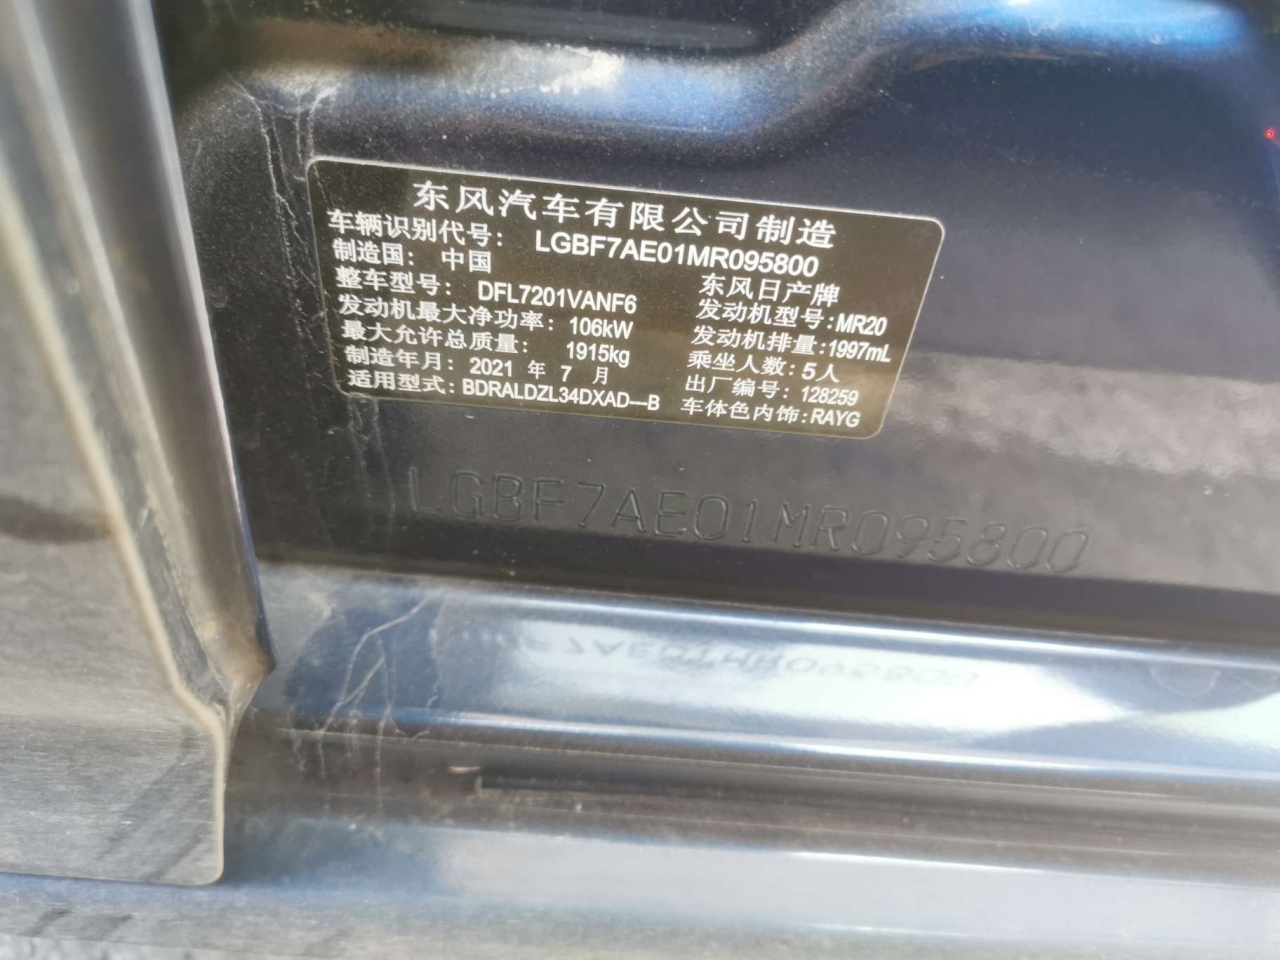 东风汽车有限公司制造
车辆识别代号: LGBF7AE01MR095800
制造国: 中国 东风日产牌
整车型号: DFL7201VANF6 发动机型号:MR20
发动机最大净功率: 106kW 发动机排量:1997mL
最大允许总质量: 1915kg 乘坐人数:5人
制造年月: 2021 年 7 月 出厂编号: 128259
适用型式: BDRALDZL34DXAD---B 车体色内饰:RAYG
LGBF7AE01MR095800